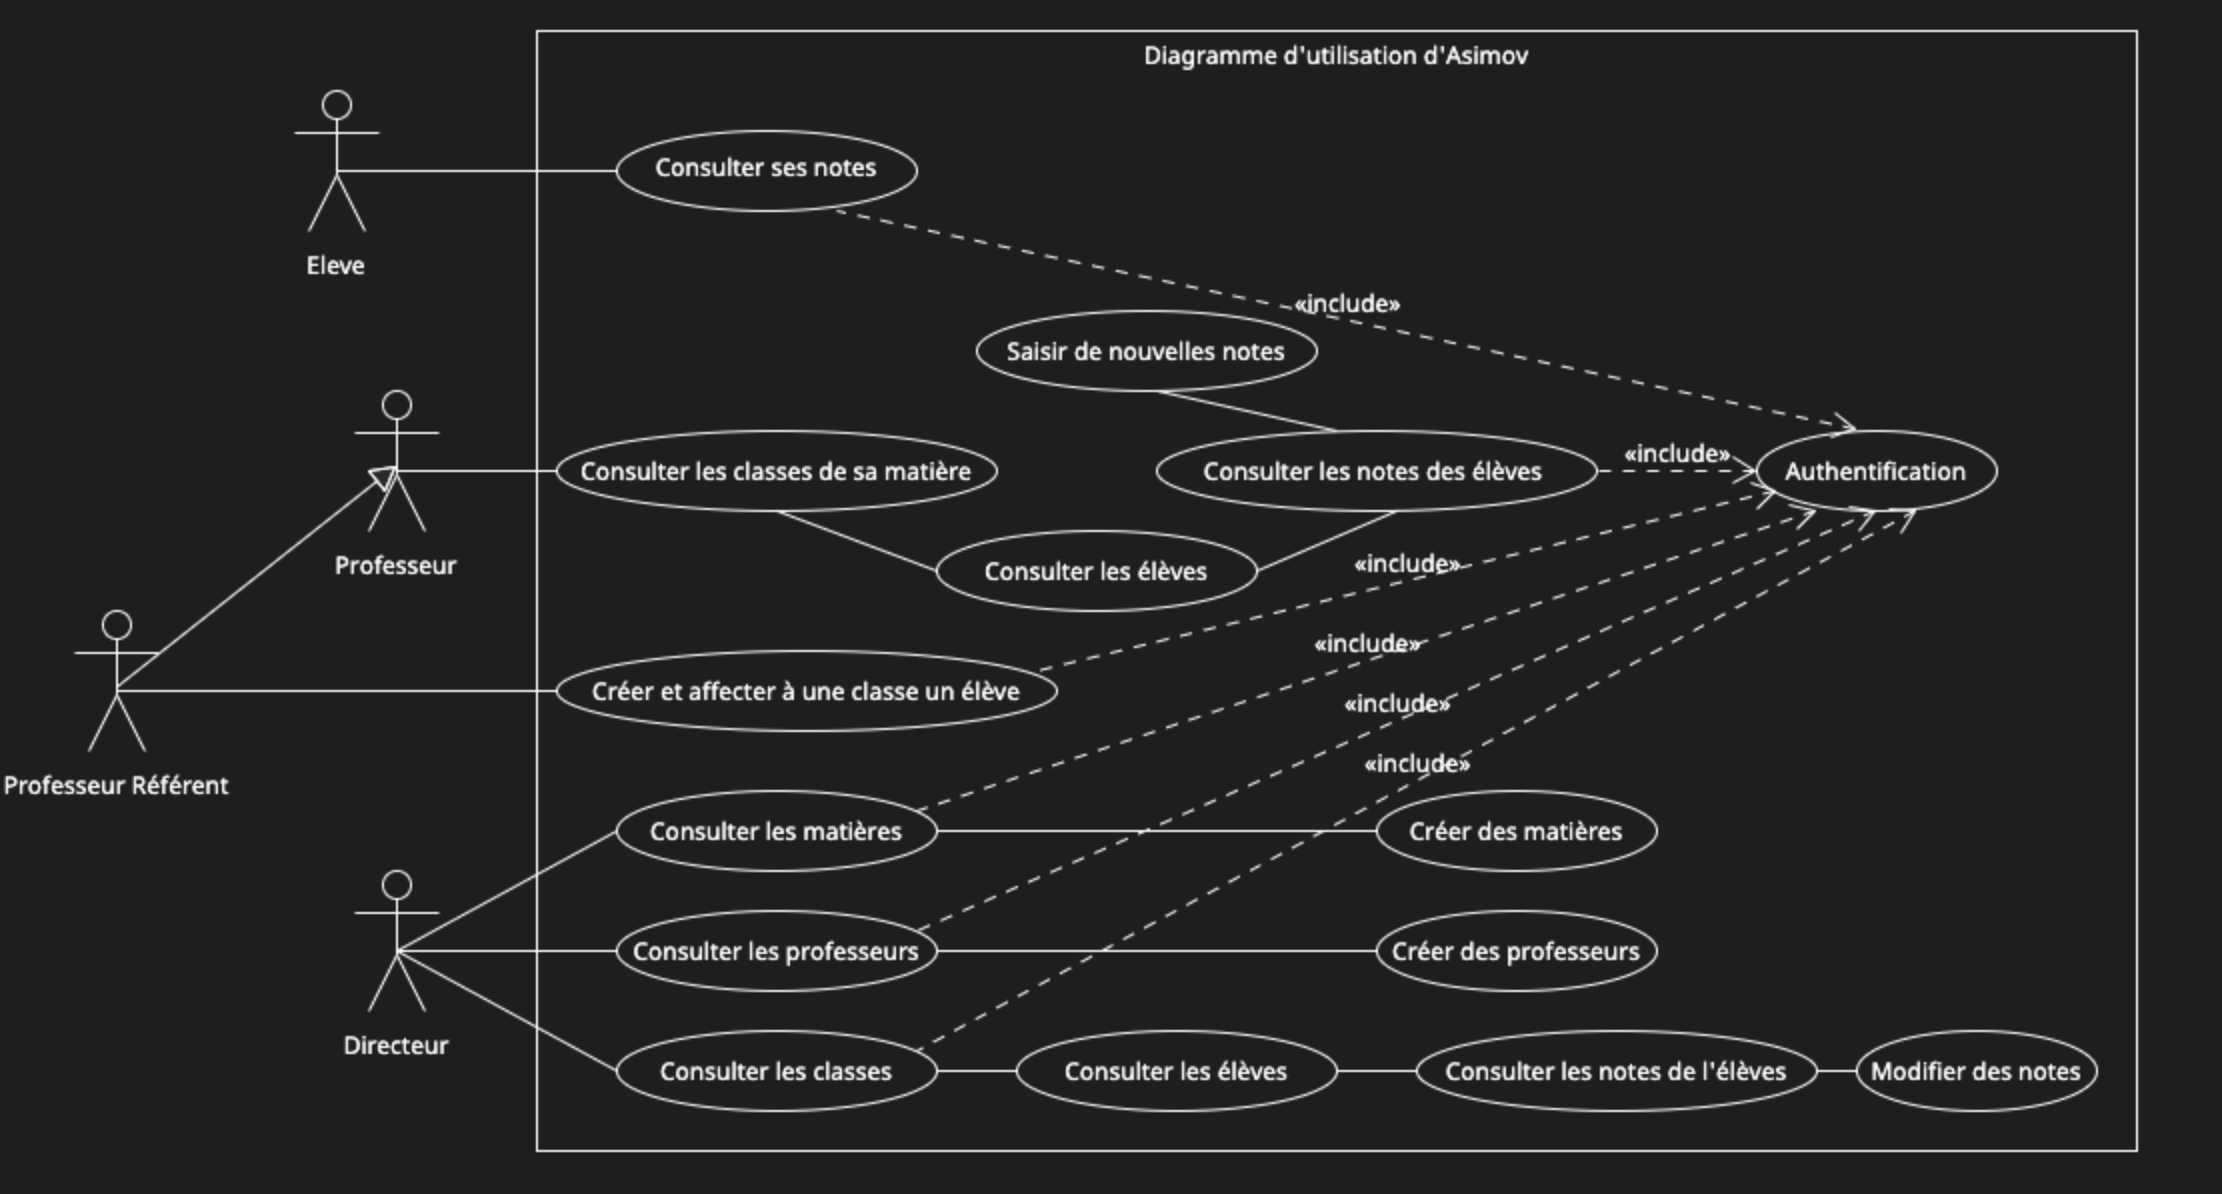 Diagramme d'utilisation d'Asimov
Consulter ses notes
Eleve
«include»
Saisir de nouvelles notes
Consulter les classes de sa matière
Consulter les notes des élèves
«include»
Authentification
Professeur
Consulter les élèves
«include»
«include»
Créer et affecter à une classe un élève
«include»
Professeur Référent
«include»
Consulter les matières
Créer des matières
Consulter les professeurs
Créer des professeurs
Directeur
Consulter les classes
Consulter les élèves
Consulter les notes de l'élèves
Modifier des notes